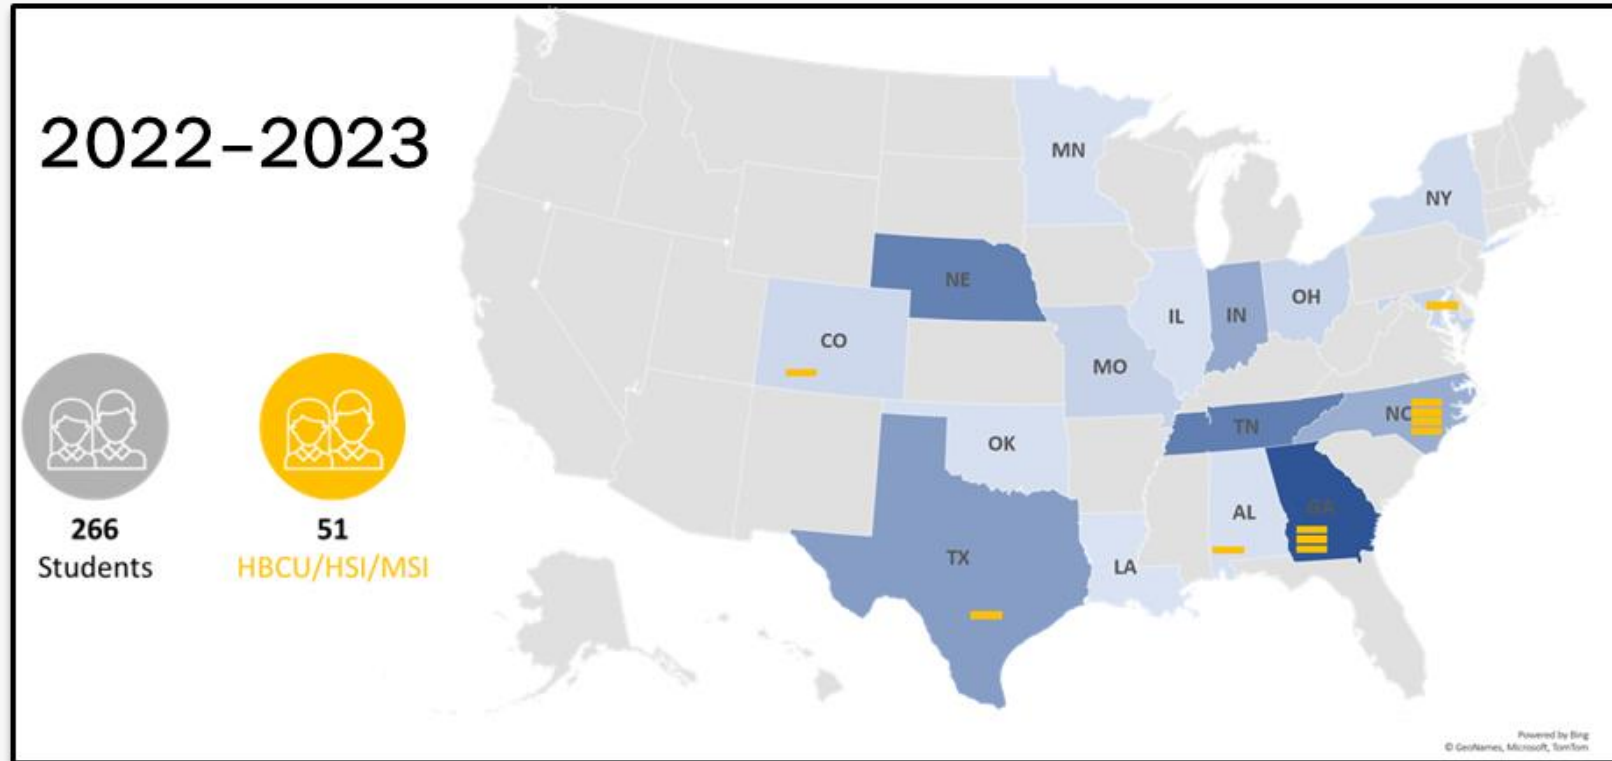 2022–2023
MN
NY
NE
OH
IL
IN
CO
MO
NC
TN
OK
AL
GA
TX
LA
266
Students
51
HBCU/HSI/MSI
Powered by Bing
© GeoNames, Microsoft, TomTom